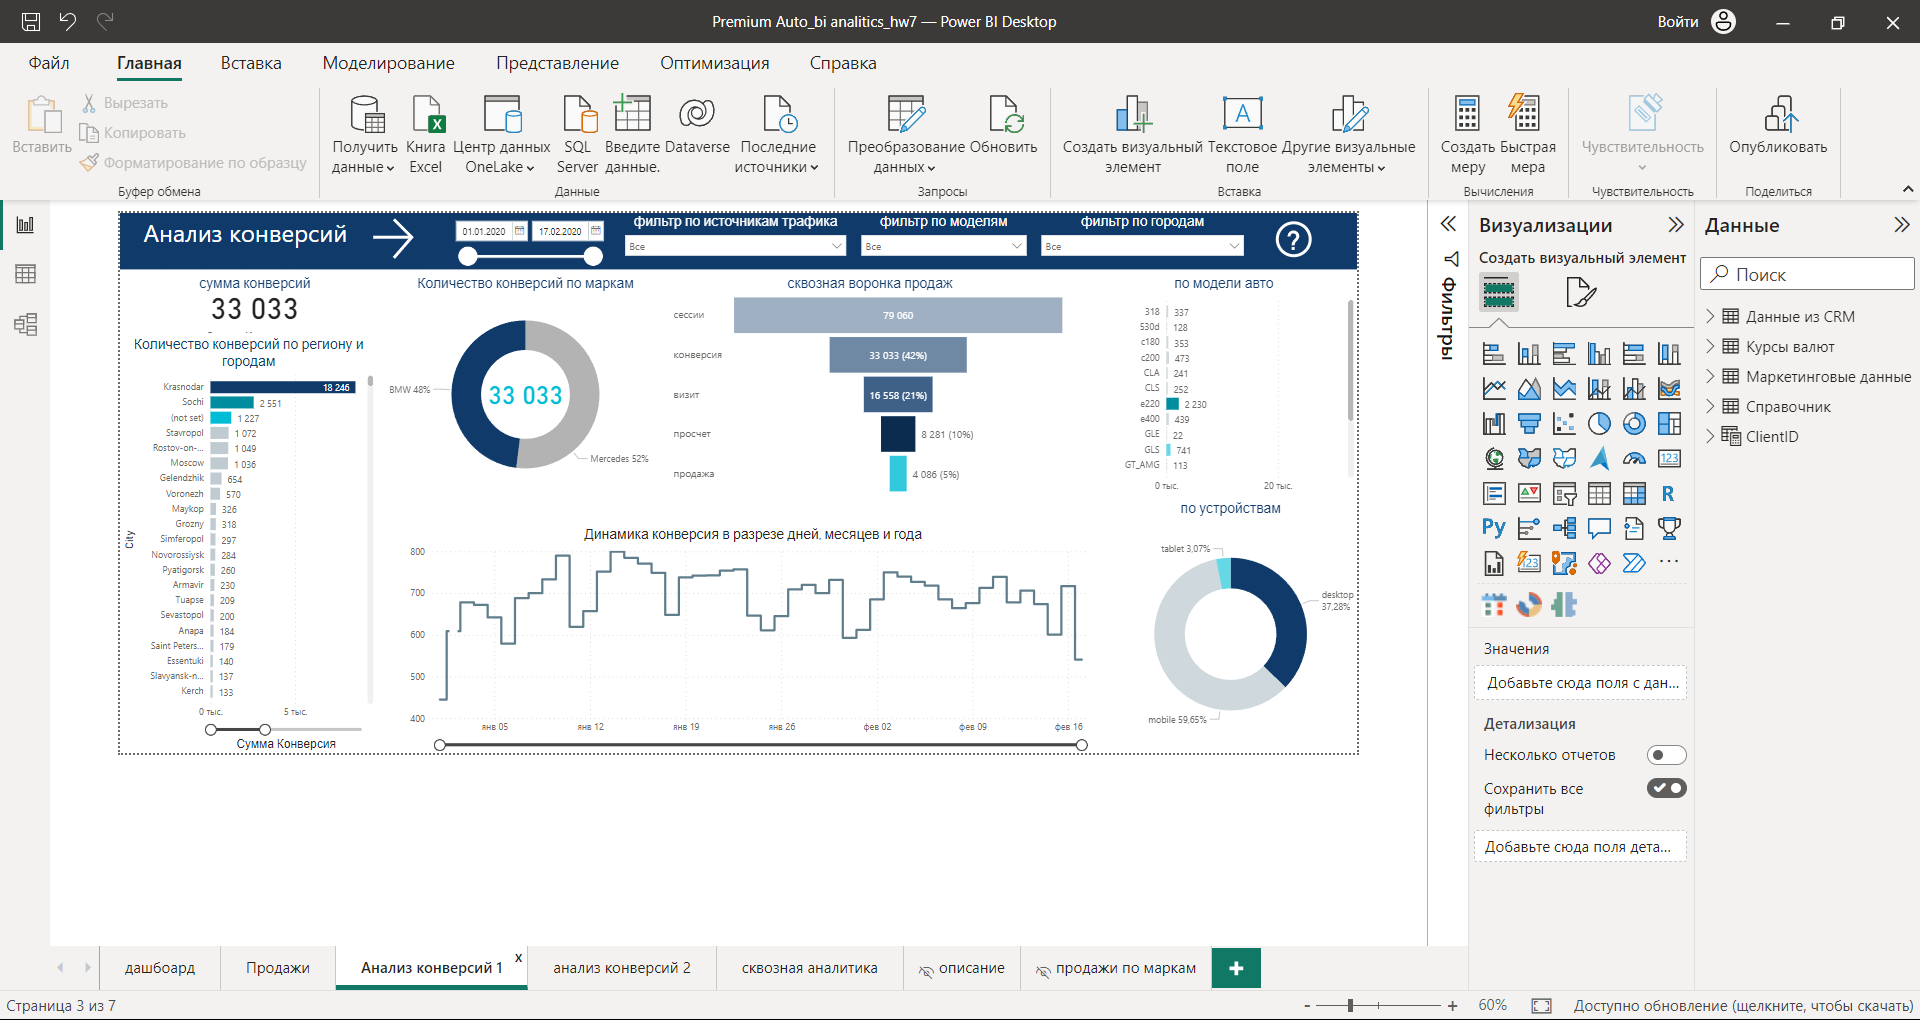 Premium Auto_bi analitics_hw7 — Power BI Desktop
Войти
Файл
Главная
Вставка
Моделирование
Представление
Оптимизация
Справка
Вставить
Вырезать
Копировать
Форматирование по образцу
Буфер обмена
Получить данные
Книга Excel
Центр данных OneLake
SQL Server
Введите данные.
Dataverse
Последние источники
Данные
Преобразование данных
Обновить
Запросы
Создать визуальный элемент
Текстовое поле
Другие визуальные элементы
Вставка
Создать меру
Быстрая мера
Вычисления
Чувствительность
Чувствительность
Опубликовать
Поделиться
Анализ конверсий
01.01.2020
17.02.2020
фильтр по источникам трафика
Все
фильтр по моделям
Все
фильтр по городам
Все
?
сумма конверсий
33 033
Количество конверсий по региону и
городам
City
Krasnodar 18 246
Sochi 2 551
(not set) 1 227
Stavropol 1 072
Rostov-on-... 1 049
Moscow 1 036
Gelendzhik 654
Voronezh 570
Maykop 326
Grozny 318
Simferopol 297
Novorossiysk 284
Pyatigorsk 260
Armavir 230
Tuapse 209
Sevastopol 200
Anapa 184
Saint Peters... 179
Essentuki 140
Slavyansk-n... 137
Kerch 133
0 тыс.
5 тыс.
Сумма Конверсия
Количество конверсий по маркам
BMW 48%
33 033
Mercedes 52%
сквозная воронка продаж
сессии 79 060
конверсия 33 033 (42%)
визит 16 558 (21%)
просчет 8 281 (10%)
продажа 4 086 (5%)
по модели авто
318 337
530d 128
c180 353
c200 473
CLA 241
CLS 252
e220 2 230
e400 439
GLE 22
GLS 741
GT_AMG 113
0 тыс.
20 тыс.
Динамика конверсия в разрезе дней, месяцев и года
800
700
600
500
400
янв 05
янв 12
янв 19
янв 26
фев 02
фев 09
фев 16
по устройствам
tablet 3,07%
desktop
37,28%
mobile 59,65%
Фильтры
Визуализации
Создать визуальный элемент
123
R
Py
123
...
Значения
Добавьте сюда поля с дан...
Детализация
Несколько отчетов
Сохранить все
фильтры
Добавьте сюда поля дета...
Данные
Поиск
Данные из CRM
Курсы валют
Маркетинговые данные
Справочник
ClientID
дашбоард
Продажи
Анализ конверсий 1
x
анализ конверсий 2
сквозная аналитика
описание
продажи по маркам
+
Страница 3 из 7
-
+
60%
Доступно обновление (щелкните, чтобы скачать)